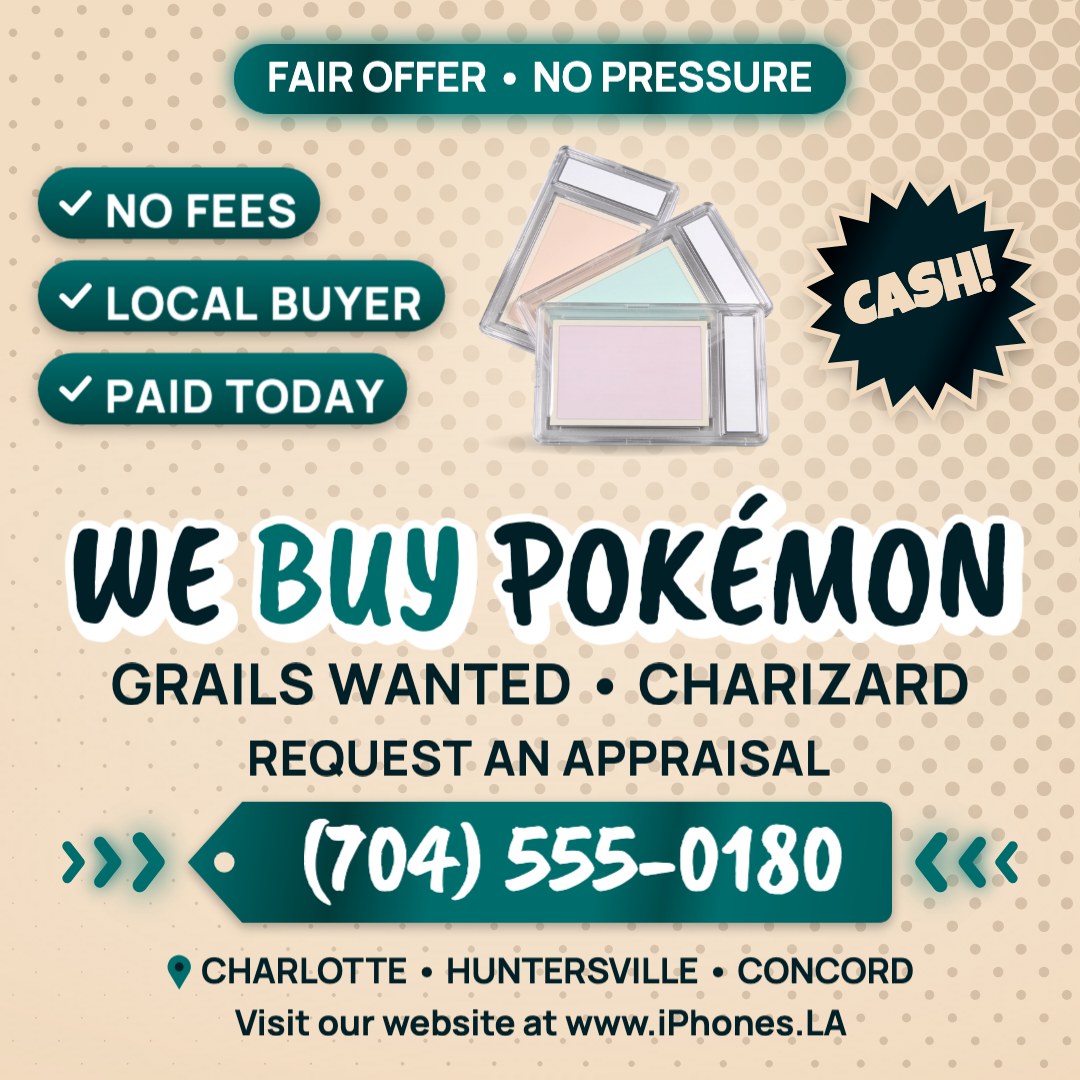 FAIR OFFER • NO PRESSURE
✓ NO FEES
✓ LOCAL BUYER
✓ PAID TODAY
CASH!
WE BUY POKÉMON
GRAILS WANTED • CHARIZARD
REQUEST AN APPRAISAL
(704) 555-0180
CHARLOTTE • HUNTERSVILLE • CONCORD
Visit our website at www.iPhones.LA